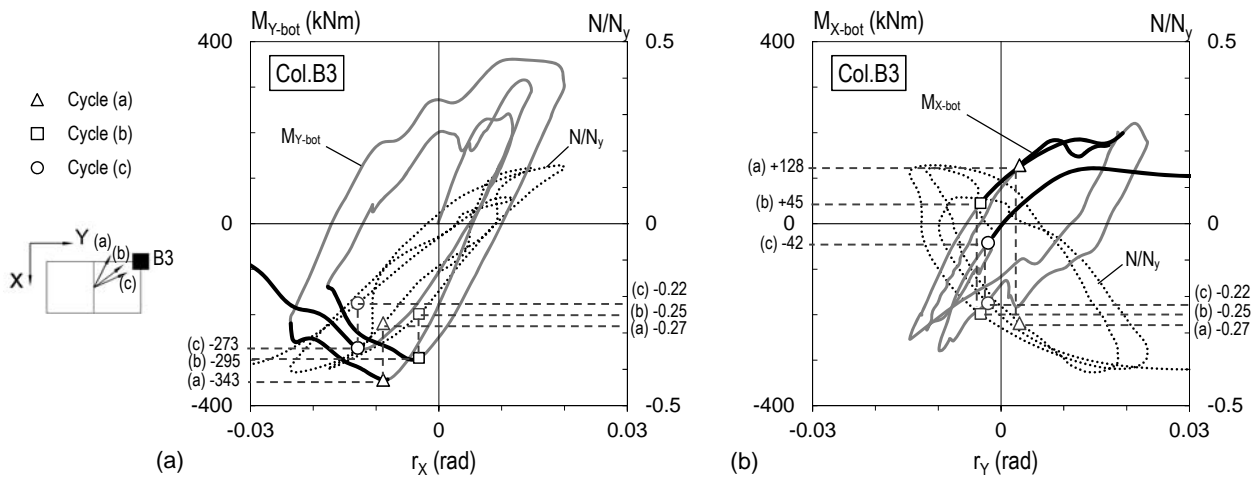 M_Y-bot (kNm)
N/N_y
M_X-bot (kNm)
N/N_y
400
0.5
400
0.5
Col.B3
Col.B3
Cycle (a)
Cycle (b)
Cycle (c)
M_Y-bot
N/N_y
M_X-bot
(a) +128
(b) +45
0
0
0
0
(c) -42
Y
(a)
(b)
B3
X
(c)
N/N_y
(c) -0.22
(b) -0.25
(a) -0.27
(c) -0.22
(b) -0.25
(a) -0.27
(c) -273
(b) -295
(a) -343
-400
-0.5
-400
-0.5
-0.03
0
0.03
-0.03
0
0.03
(a)
r_X (rad)
(b)
r_Y (rad)